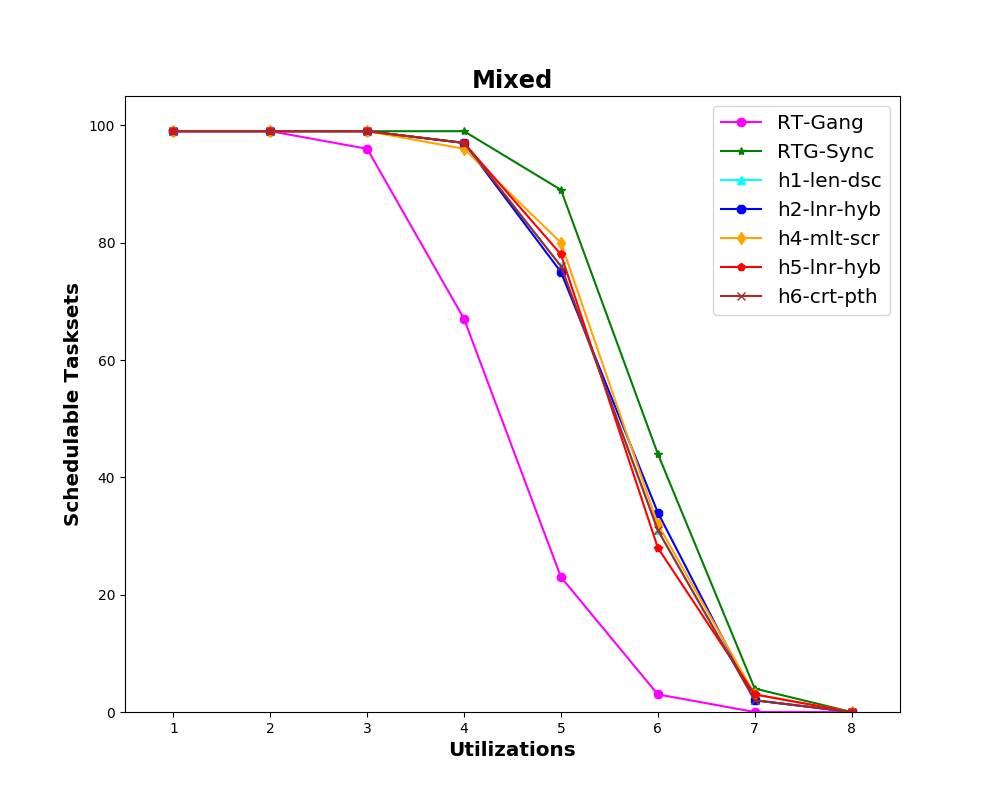 Mixed
Schedulable Tasksets
100
80
60
40
20
0
1 2 3 4 5 6 7 8
Utilizations
RT-Gang
RTG-Sync
h1-len-dsc
h2-lnr-hyb
h4-mlt-scr
h5-lnr-hyb
h6-crt-pth